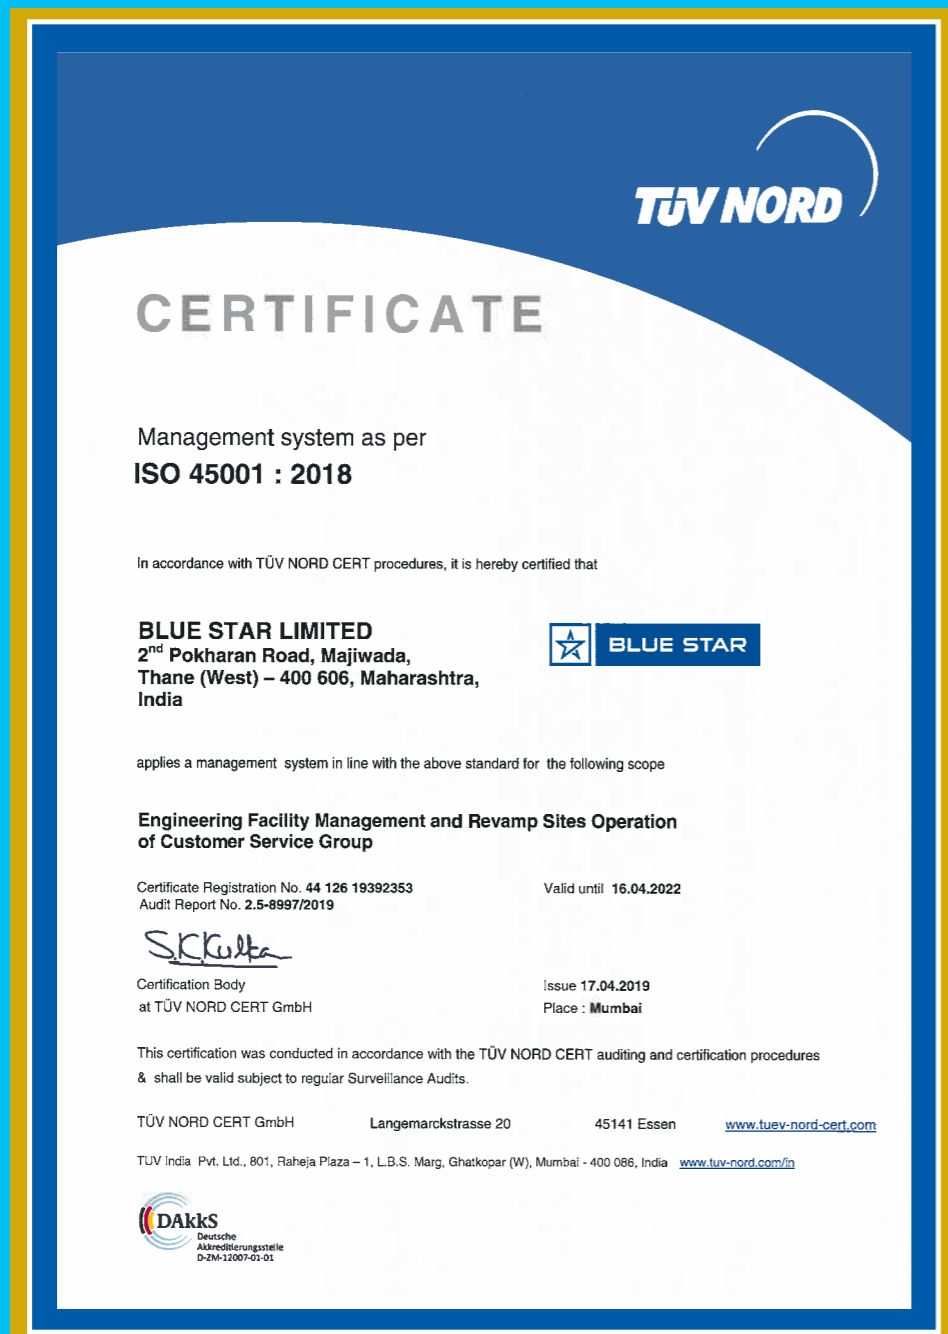 TÜV NORD
CERTIFICATE
Management system as per
ISO 45001 : 2018
In accordance with TÜV NORD CERT procedures, it is hereby certified that
BLUE STAR LIMITED
2nd Pokharan Road, Majiwada,
Thane (West) – 400 606, Maharashtra,
India
BLUE STAR
applies a management system in line with the above standard for the following scope
Engineering Facility Management and Revamp Sites Operation
of Customer Service Group
Certificate Registration No. 44 126 19392353
Audit Report No. 2.5-8997/2019
Valid until 16.04.2022
S.K.Kulka
Certification Body
at TÜV NORD CERT GmbH
Issue 17.04.2019
Place : Mumbai
This certification was conducted in accordance with the TÜV NORD CERT auditing and certification procedures
& shall be valid subject to regular Surveillance Audits.
TÜV NORD CERT GmbH Langemarckstrasse 20 45141 Essen www.tuev-nord-cert.com
TUV India Pvt. Ltd., 801, Raheja Plaza – 1, L.B.S. Marg, Ghatkopar (W), Mumbai - 400 086, India www.tuv-nord.com/in
DAkkS
Deutsche
Akkreditierungsstelle
D-ZM-12007-01-01